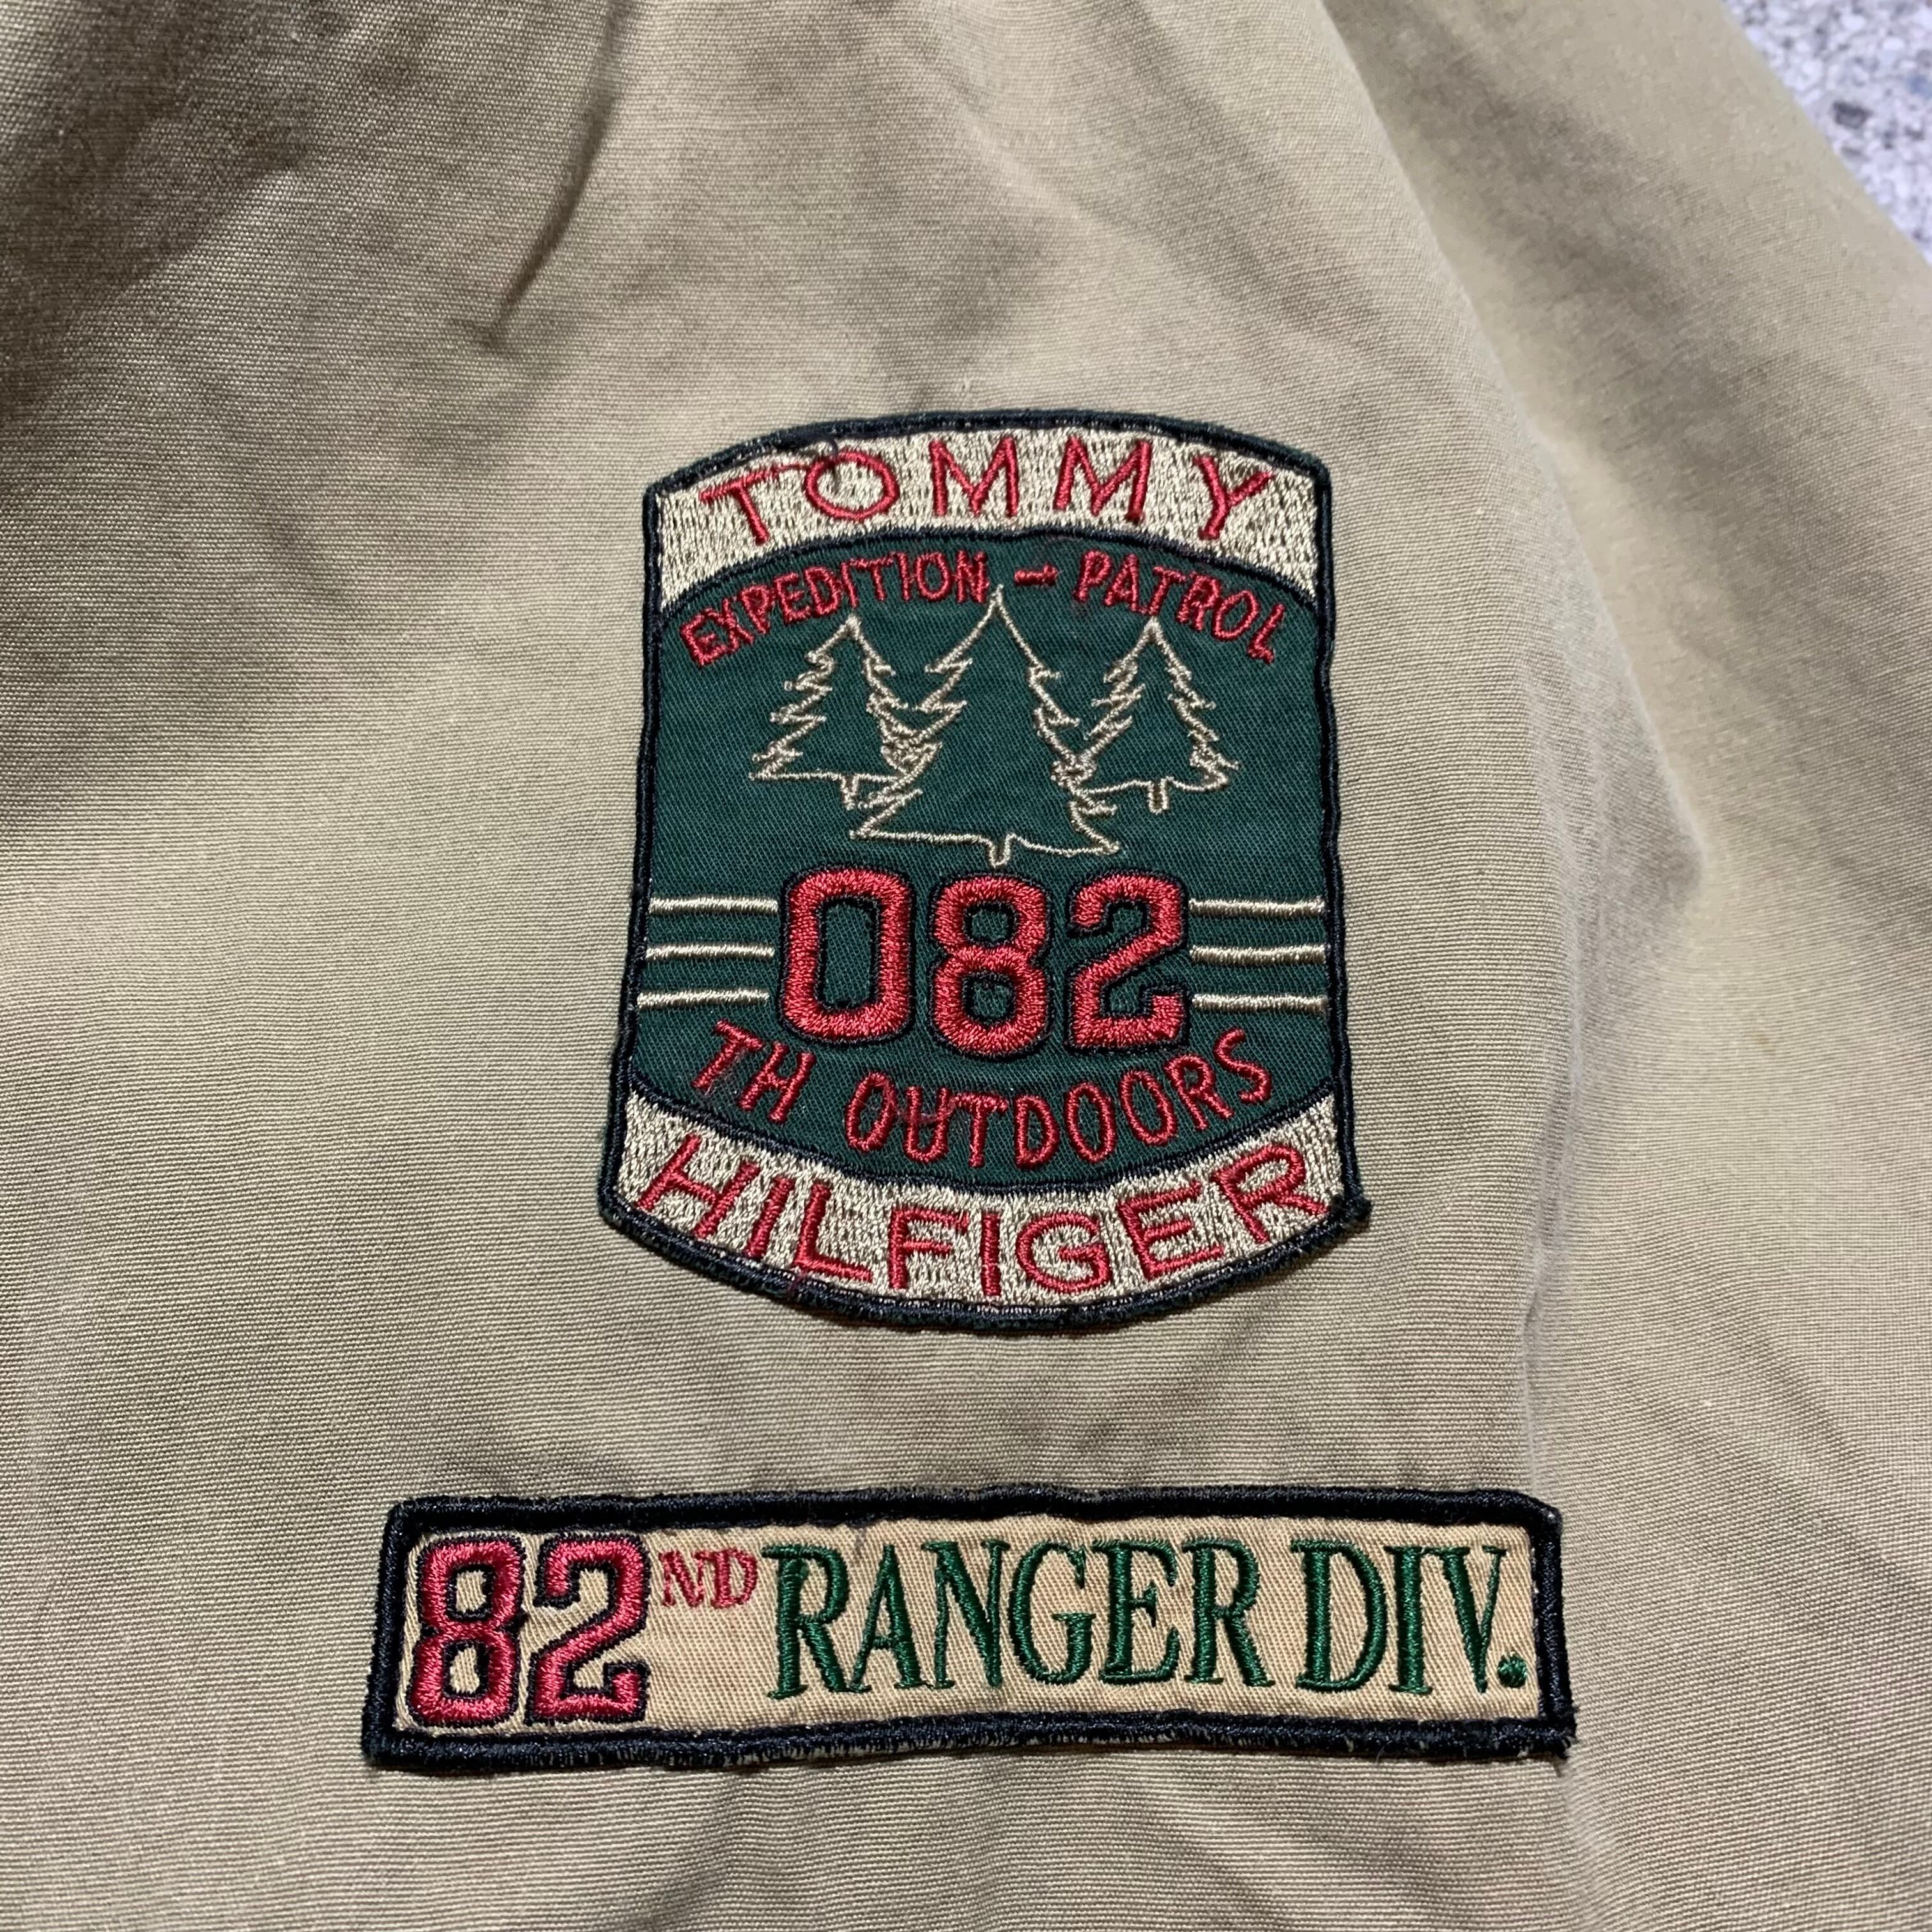 TOMMY
EXPEDITION - PATROL
082
TH OUTDOORS
HILFIGER
82ND RANGER DIV.